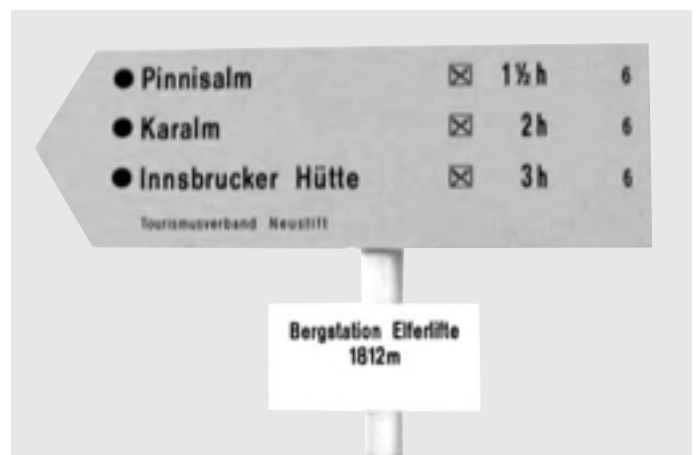 Pinnisalm 1½ h 6
Karalm 2 h 6
Innsbrucker Hütte 3 h 6
Tourismusverband Neustift
Bergstation Elferlifte
1812m